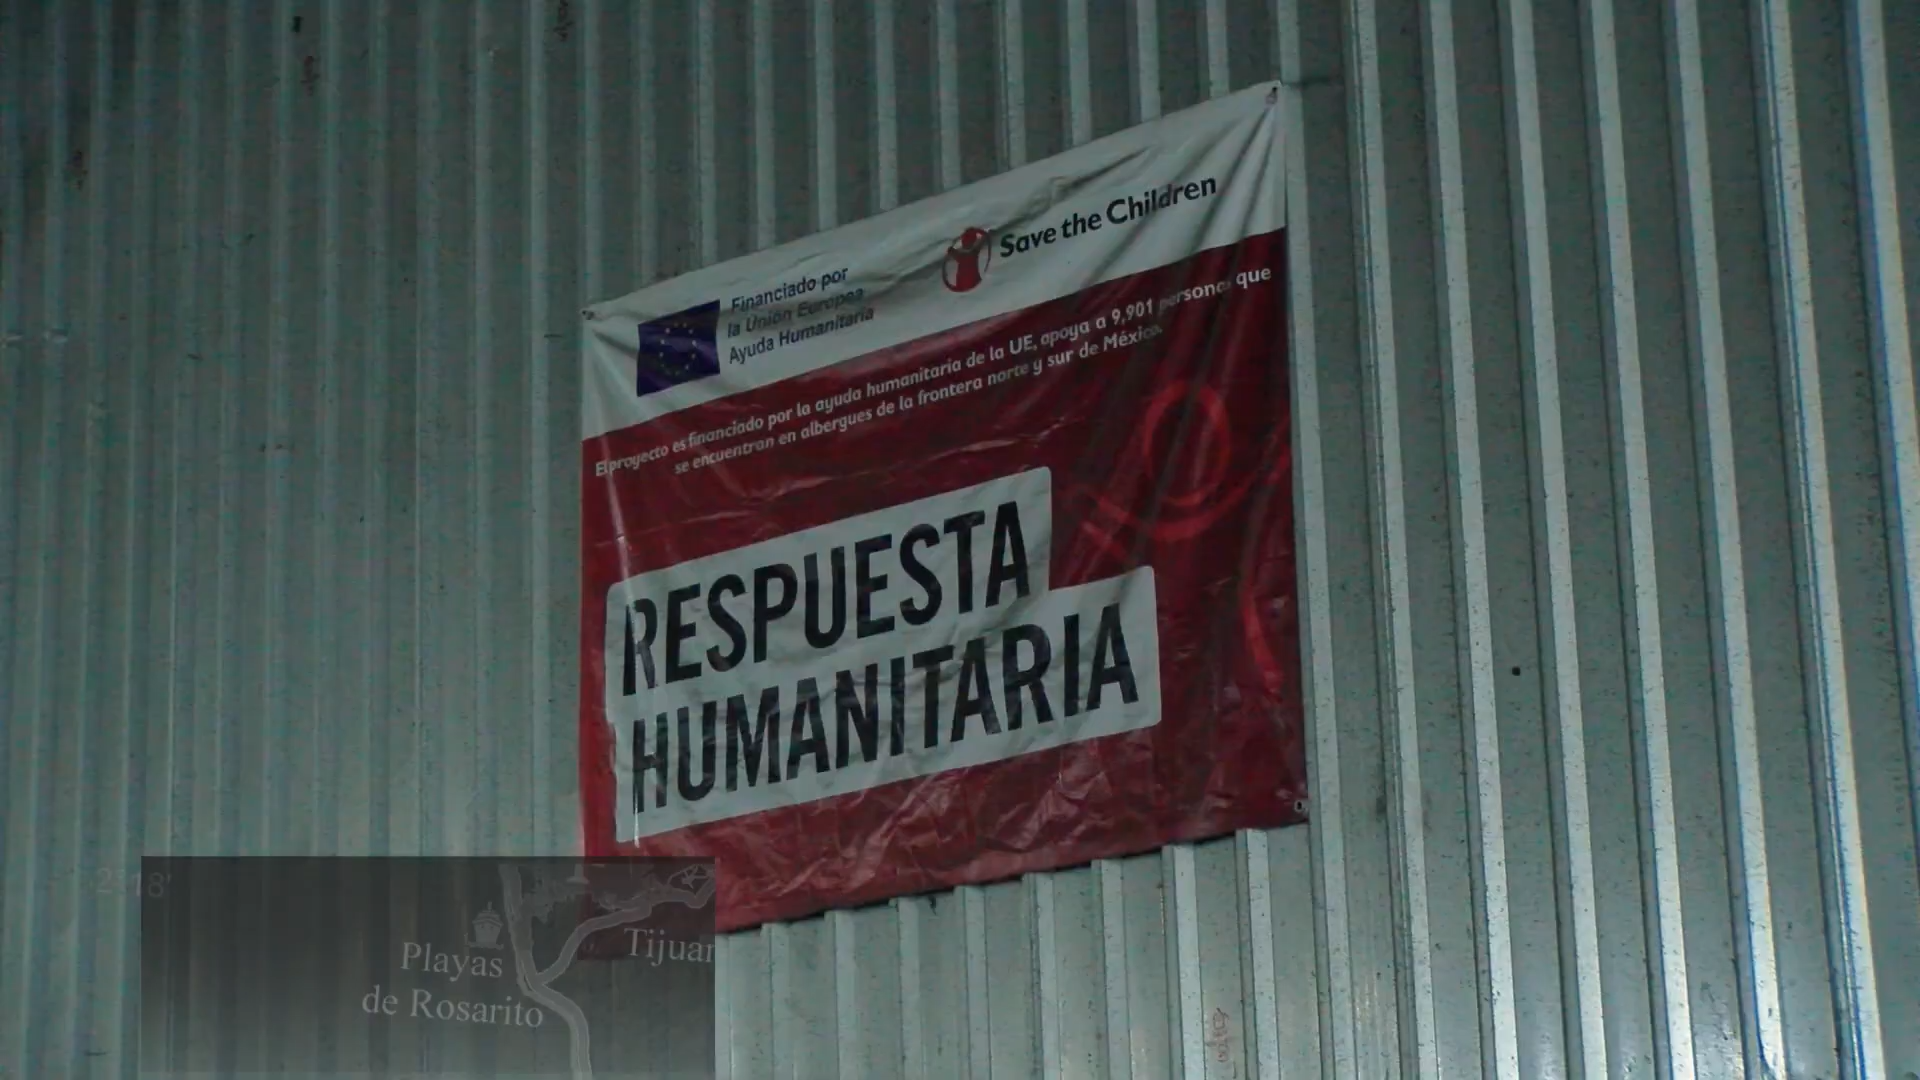 Save the Children
Financiado por
la Unión Europea
Ayuda Humanitaria
El proyecto es financiado por la ayuda humanitaria de la UE, apoya a 9,901 personas que
se encuentran en albergues de la frontera norte y sur de México.
RESPUESTA
HUMANITARIA
Playas
de Rosarito
Tijuan